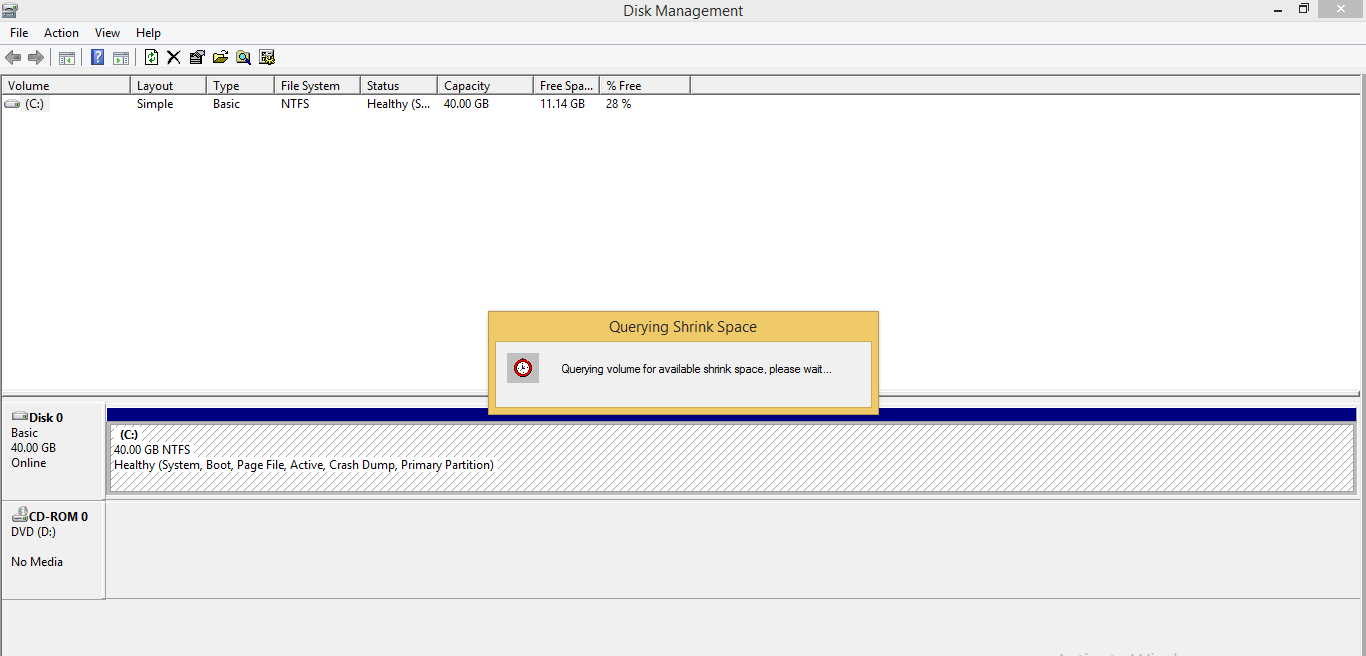 Disk Management
File Action View Help
Volume Layout Type File System Status Capacity Free Spa... % Free
(C:) Simple Basic NTFS Healthy (S... 40.00 GB 11.14 GB 28 %
Querying Shrink Space
Querying volume for available shrink space, please wait...
Disk 0
Basic
40.00 GB
Online
(C:)
40.00 GB NTFS
Healthy (System, Boot, Page File, Active, Crash Dump, Primary Partition)
CD-ROM 0
DVD (D:)
No Media